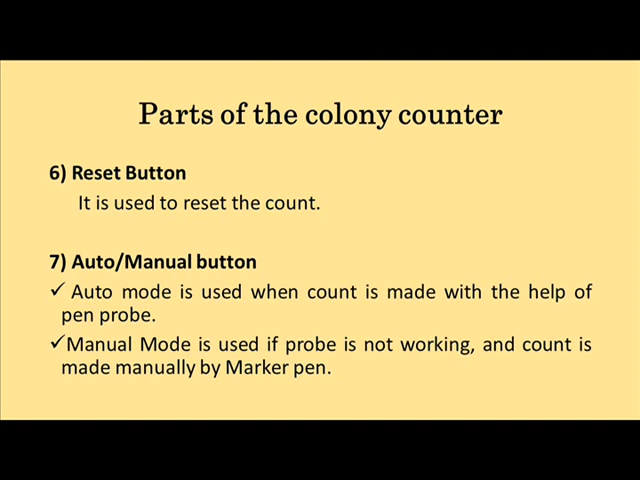 Parts of the colony counter
6) Reset Button
It is used to reset the count.
7) Auto/Manual button
✓ Auto mode is used when count is made with the help of
pen probe.
✓Manual Mode is used if probe is not working, and count is
made manually by Marker pen.